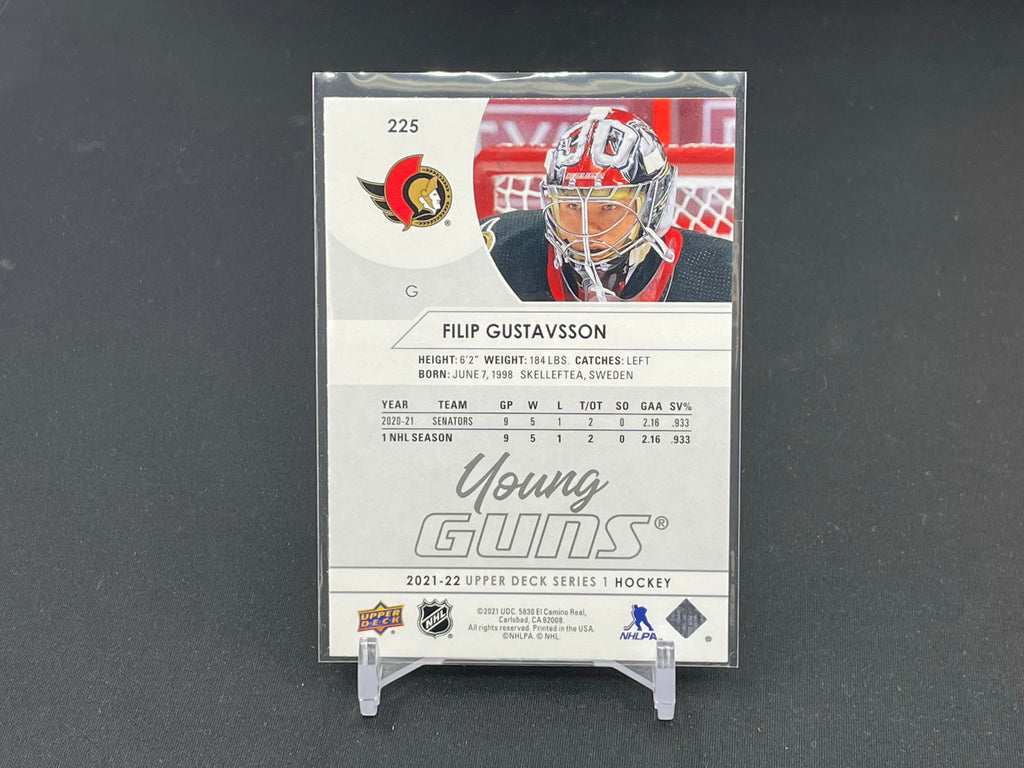 225
®
G
FILIP GUSTAVSSON
HEIGHT: 6'2" WEIGHT: 184 LBS. CATCHES: LEFT
BORN: JUNE 7, 1998 SKELLEFTEA, SWEDEN
YEAR TEAM GP W L T/OT SO GAA SV%
2020-21 SENATORS 9 5 1 2 0 2.16 .933
1 NHL SEASON 9 5 1 2 0 2.16 .933
Young
GUNS®
2021-22 UPPER DECK SERIES 1 HOCKEY
UPPER DECK
NHL
©2021 UDC. 5830 El Camino Real,
Carlsbad, CA 92008.
All rights reserved. Printed in the USA.
©NHLPA. © NHL.
NHLPA
®